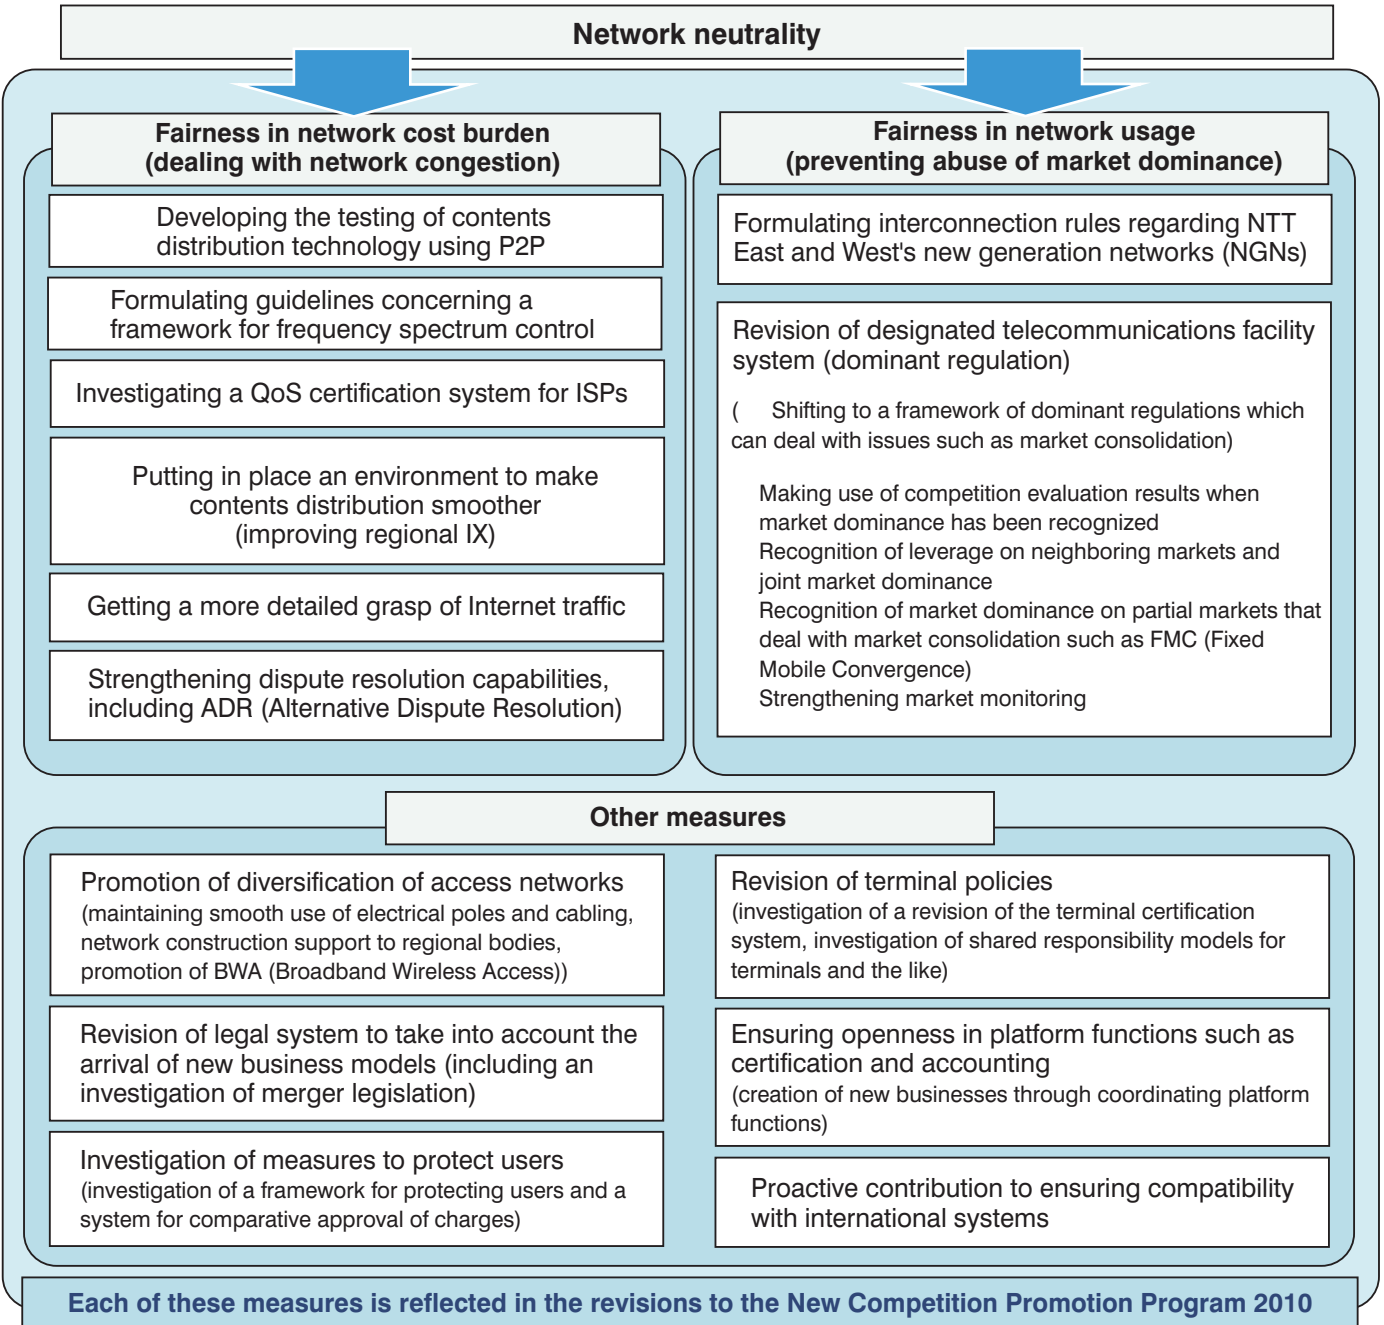 Network neutrality
Fairness in network cost burden
(dealing with network congestion)
Developing the testing of contents
distribution technology using P2P
Formulating guidelines concerning a
framework for frequency spectrum control
Investigating a QoS certification system for ISPs
Putting in place an environment to make
contents distribution smoother
(improving regional IX)
Getting a more detailed grasp of Internet traffic
Strengthening dispute resolution capabilities,
including ADR (Alternative Dispute Resolution)
Fairness in network usage
(preventing abuse of market dominance)
Formulating interconnection rules regarding NTT
East and West's new generation networks (NGNs)
Revision of designated telecommunications facility
system (dominant regulation)
( Shifting to a framework of dominant regulations which
can deal with issues such as market consolidation)
Making use of competition evaluation results when
market dominance has been recognized
Recognition of leverage on neighboring markets and
joint market dominance
Recognition of market dominance on partial markets that
deal with market consolidation such as FMC (Fixed
Mobile Convergence)
Strengthening market monitoring
Other measures
Promotion of diversification of access networks
(maintaining smooth use of electrical poles and cabling,
network construction support to regional bodies,
promotion of BWA (Broadband Wireless Access))
Revision of legal system to take into account the
arrival of new business models (including an
investigation of merger legislation)
Investigation of measures to protect users
(investigation of a framework for protecting users and a
system for comparative approval of charges)
Revision of terminal policies
(investigation of a revision of the terminal certification
system, investigation of shared responsibility models for
terminals and the like)
Ensuring openness in platform functions such as
certification and accounting
(creation of new businesses through coordinating platform
functions)
Proactive contribution to ensuring compatibility
with international systems
Each of these measures is reflected in the revisions to the New Competition Promotion Program 2010